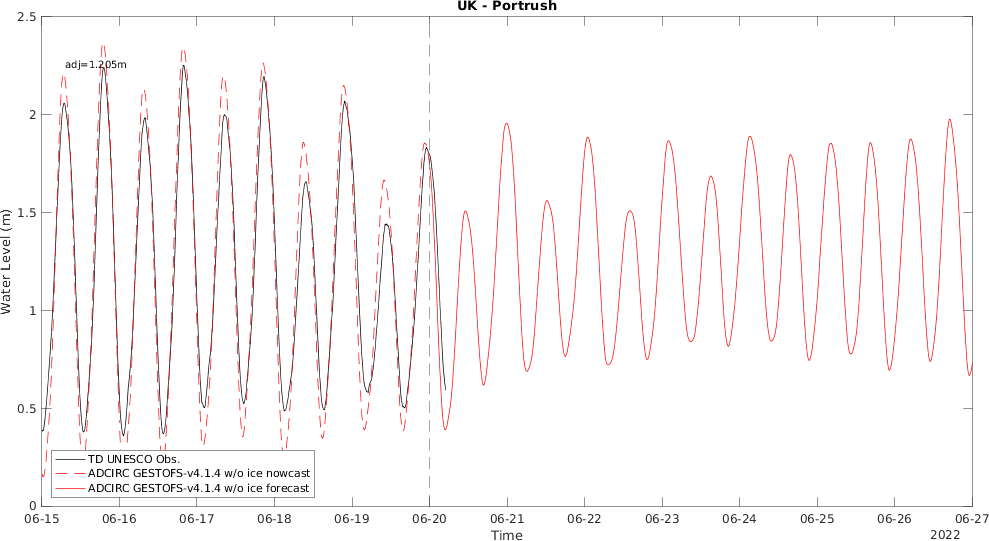 UK - Portrush
2.5
adj=1.205m
2
1.5
Water Level (m)
1
0.5
TD UNESCO Obs.
ADCIRC GESTOFS-v4.1.4 w/o ice nowcast
ADCIRC GESTOFS-v4.1.4 w/o ice forecast
0
06-15 06-16 06-17 06-18 06-19 06-20 06-21 06-22 06-23 06-24 06-25 06-26 06-27
Time
2022